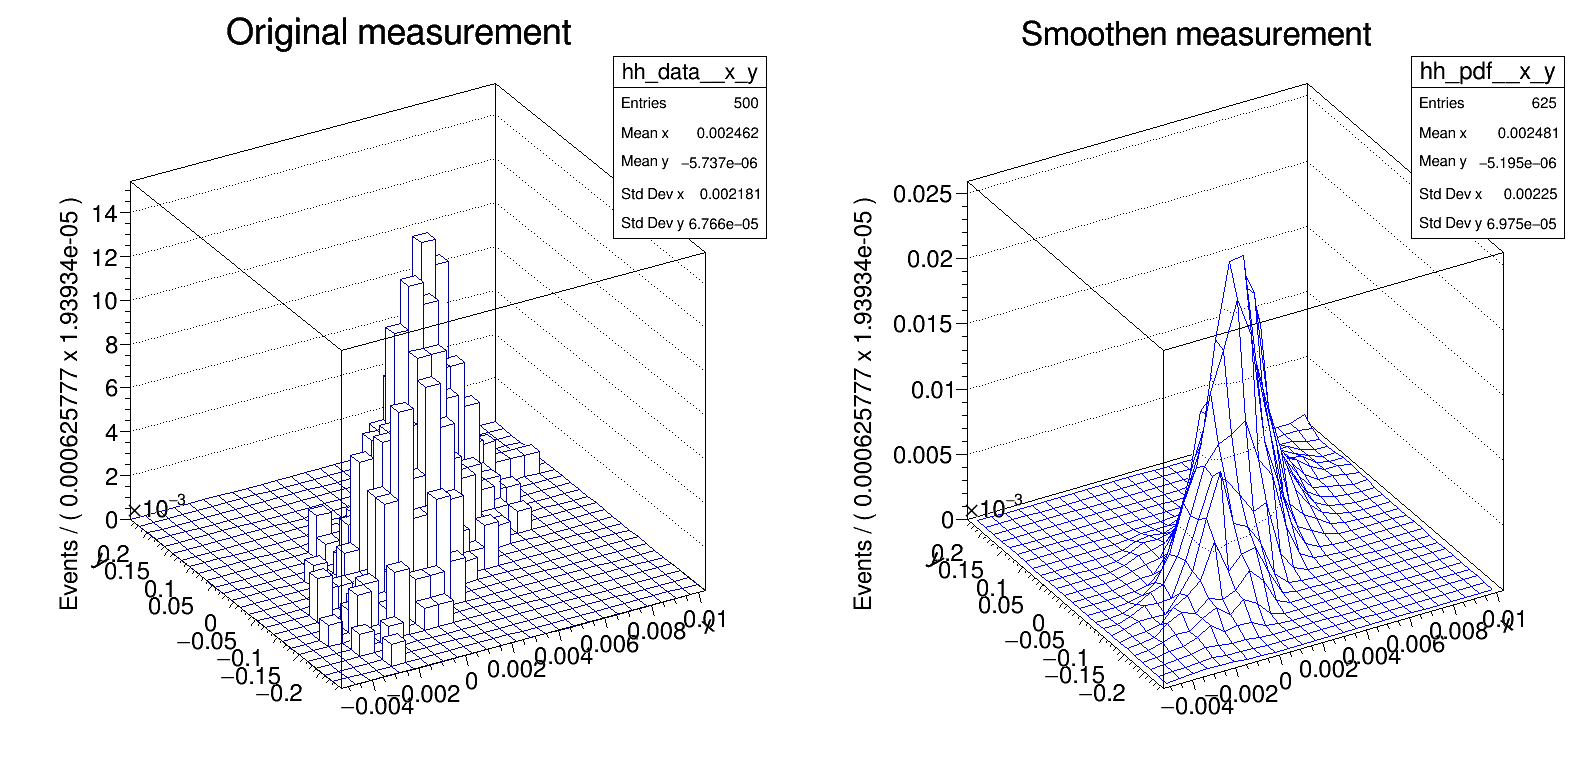 Original measurement
hh_data__x_y
Entries 500
Mean x 0.002462
Mean y −5.737e−06
Std Dev x 0.002181
Std Dev y 6.766e−05
Events / ( 0.000625777 x 1.93934e-05 )
14
12
10
8
6
4
2
0
×10−3
y
0.2
0.15
0.1
0.05
0
−0.05
−0.1
−0.15
−0.2
−0.004
−0.002
0
0.002
0.004
0.006
0.008
0.01
x
Smoothen measurement
hh_pdf__x_y
Entries 625
Mean x 0.002481
Mean y −5.195e−06
Std Dev x 0.00225
Std Dev y 6.975e−05
Events / ( 0.000625777 x 1.93934e-05 )
0.025
0.02
0.015
0.01
0.005
0
×10−3
y
0.2
0.15
0.1
0.05
0
−0.05
−0.1
−0.15
−0.2
−0.004
−0.002
0
0.002
0.004
0.006
0.008
0.01
x